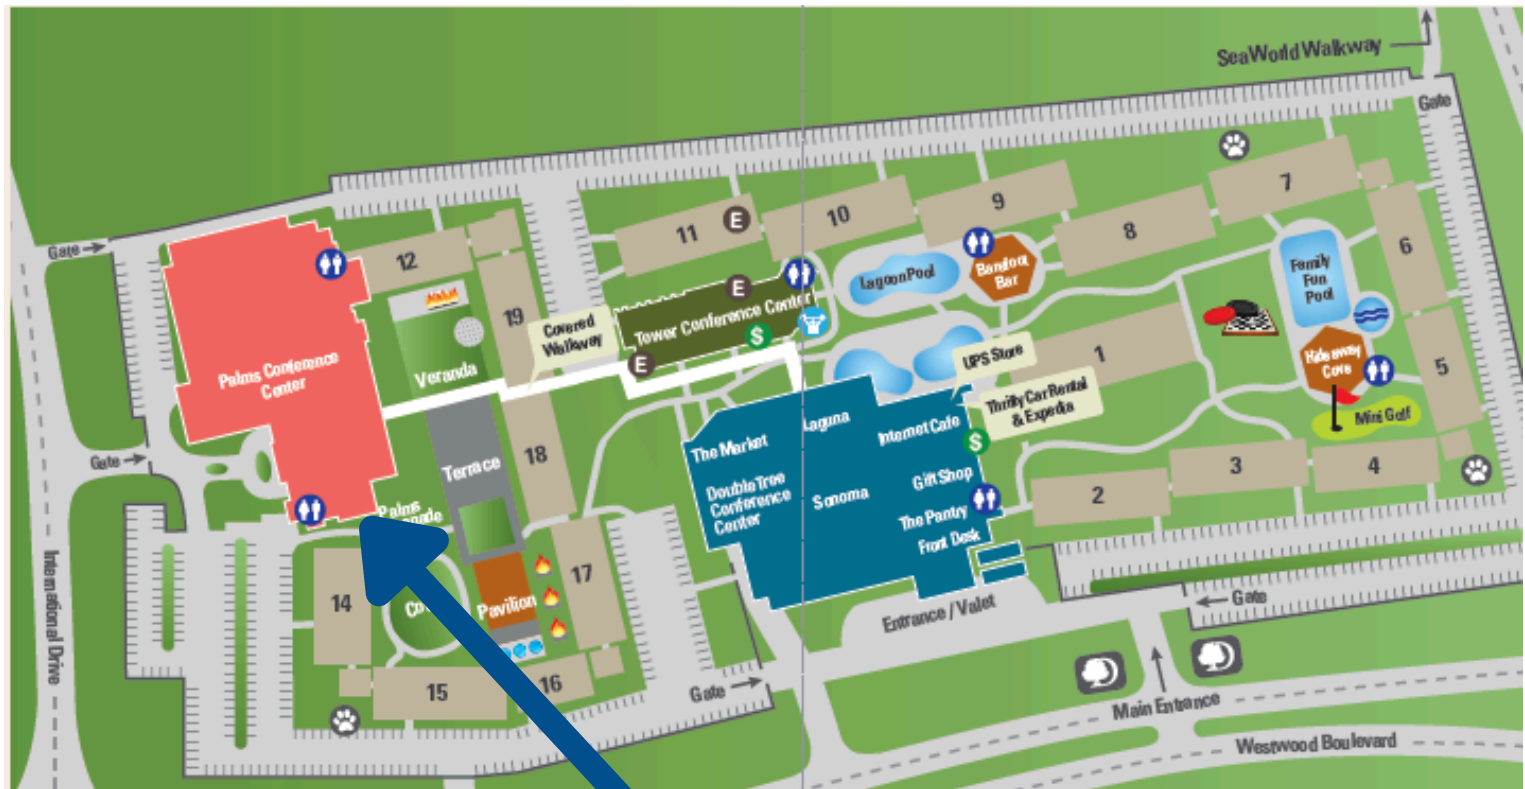 SeaWorld Walkway
Gate
Gate
7
9
10
11
E
8
6
12
Lagoon Pool
Barefoot
Bar
Family
Fun
Pool
E
Tower Conference Center
19
Covered
Walkway
$
E
Veranda
Palms Conference
Center
UPS Store
1
Hideaway
Cove
5
Thrifty Car Rental
& Expedia
Mini Golf
The Market
Laguna
Internet Cafe
$
Gate
Terrace
18
DoubleTree
Conference
Center
Sonoma
Gift Shop
3
4
2
The Pantry
Front Desk
Palms
International Drive
14
17
Pavilion
Entrance / Valet
Gate
15
16
Gate
Main Entrance
Westwood Boulevard